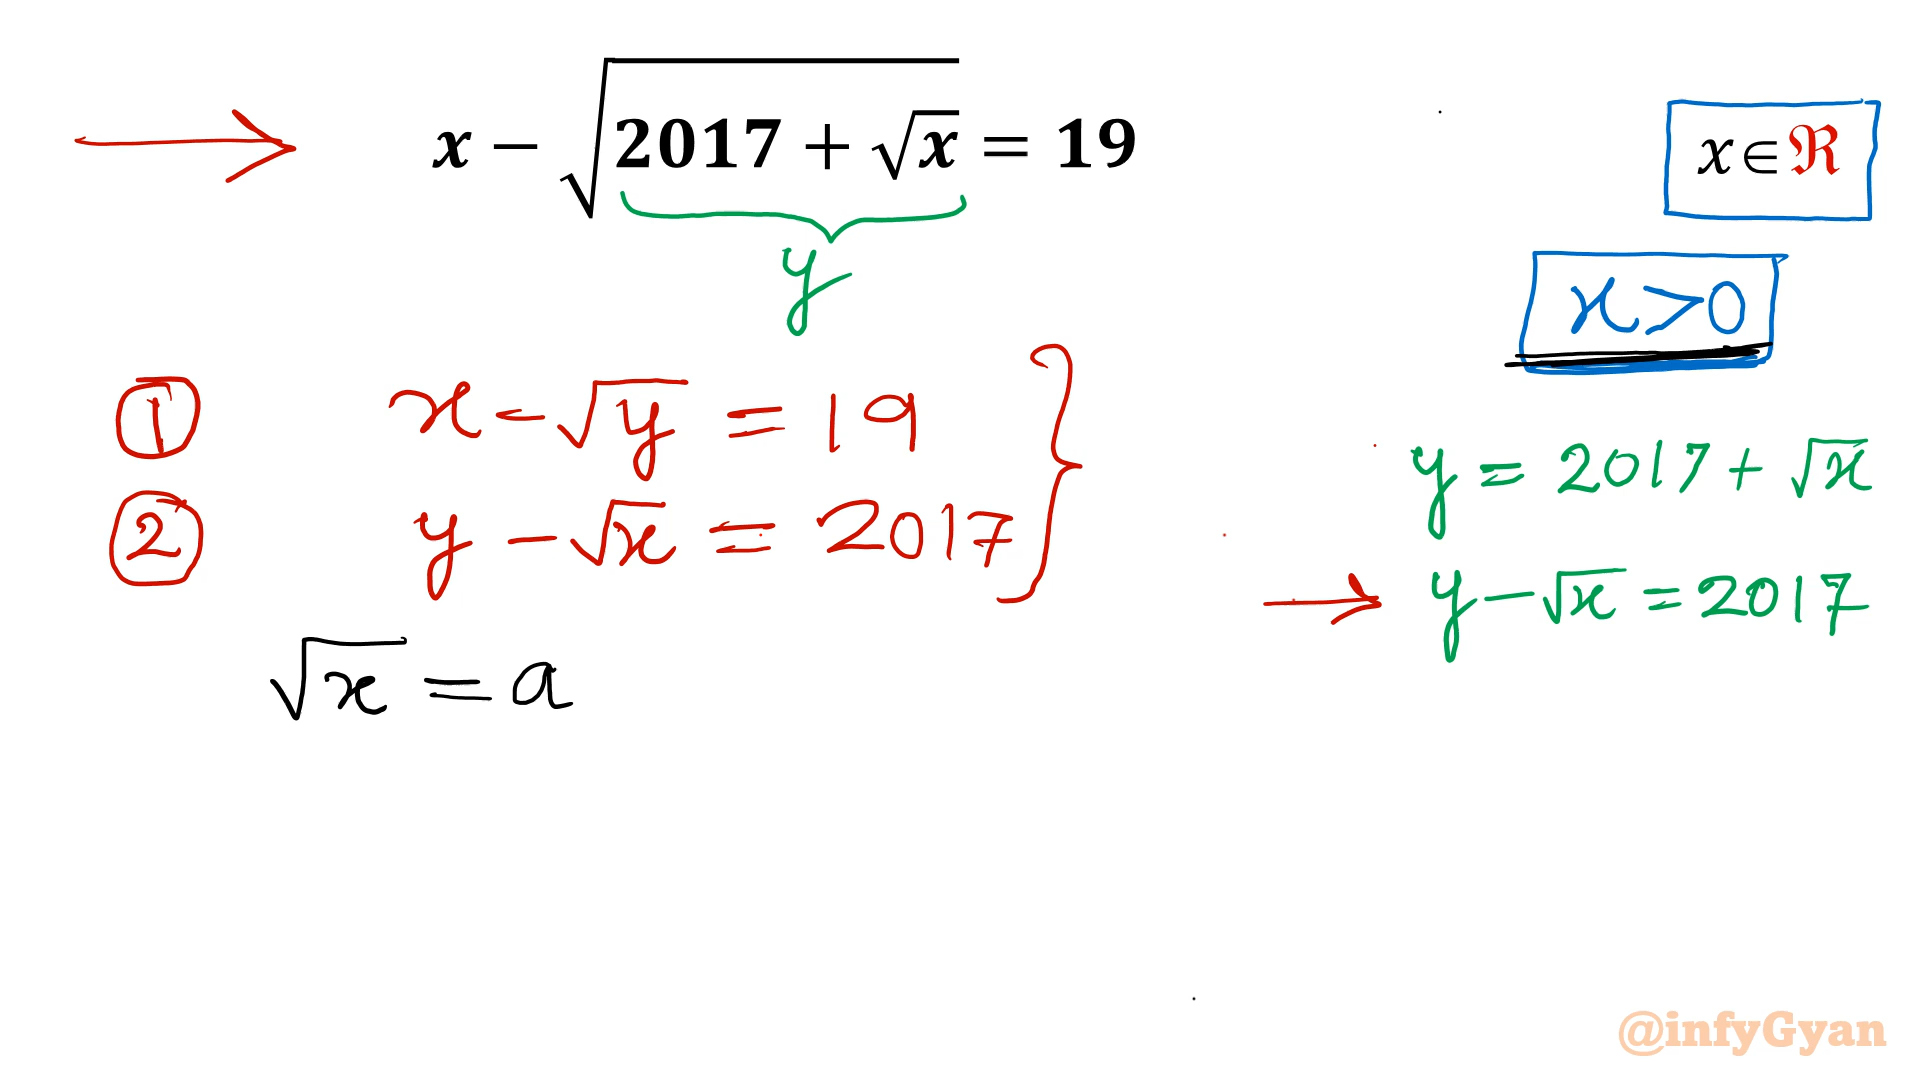 x − √(2017 + √x) = 19
x ∈ ℜ
y
x > 0
① x − √y = 19
② y − √x = 2017
y = 2017 + √x
y − √x = 2017
√x = a
@infyGyan